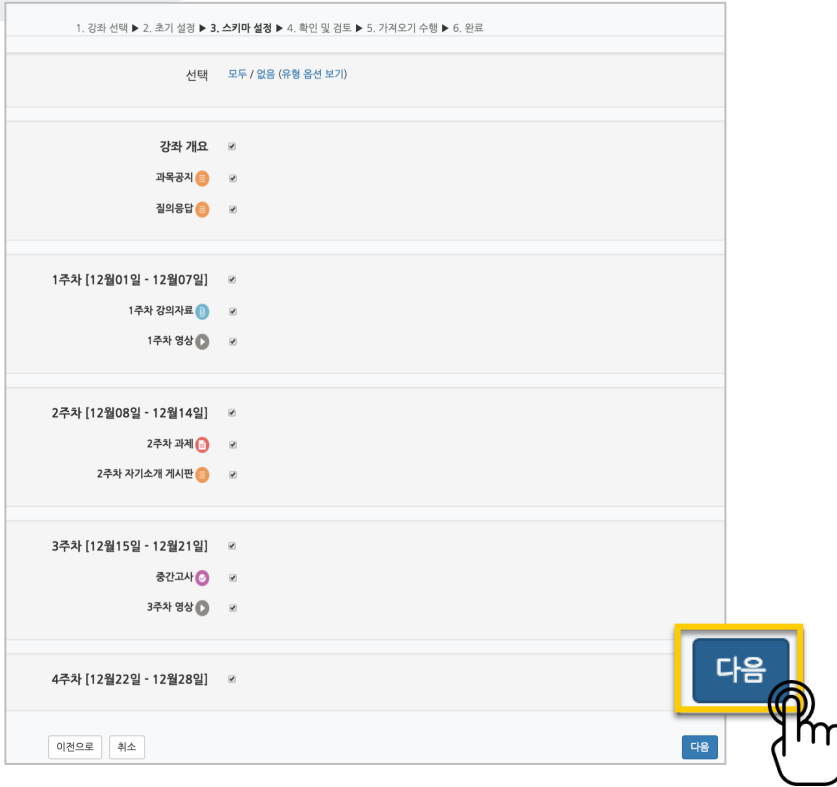 1. 강좌 선택 ▶ 2. 초기 설정 ▶ 3. 스키마 설정 ▶ 4. 확인 및 검토 ▶ 5. 가져오기 수행 ▶ 6. 완료
선택 모두 / 없음 (유형 옵션 보기)
강좌 개요
과목공지
질의응답
1주차 [12월01일 - 12월07일]
1주차 강의자료
1주차 영상
2주차 [12월08일 - 12월14일]
2주차 과제
2주차 자기소개 게시판
3주차 [12월15일 - 12월21일]
중간고사
3주차 영상
4주차 [12월22일 - 12월28일]
다음
이전으로 취소 다음